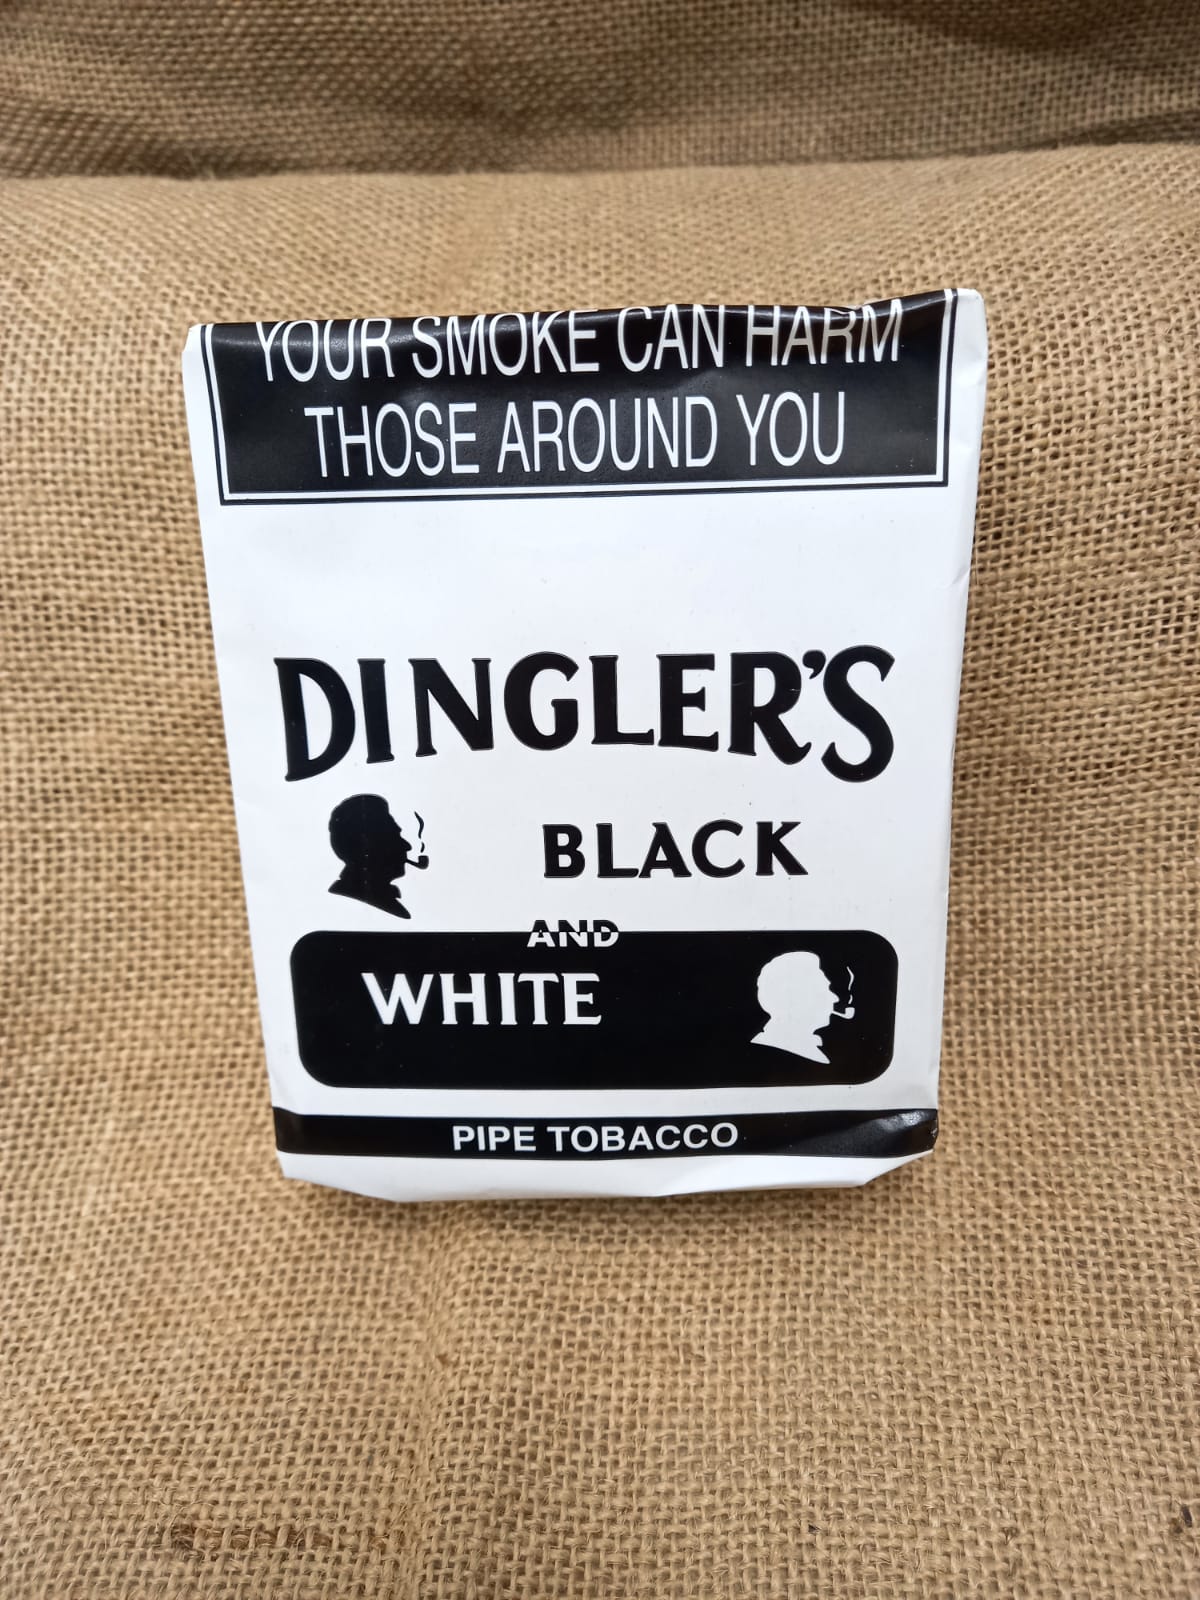 YOUR SMOKE CAN HARM
THOSE AROUND YOU
DINGLER'S
BLACK
AND
WHITE
PIPE TOBACCO